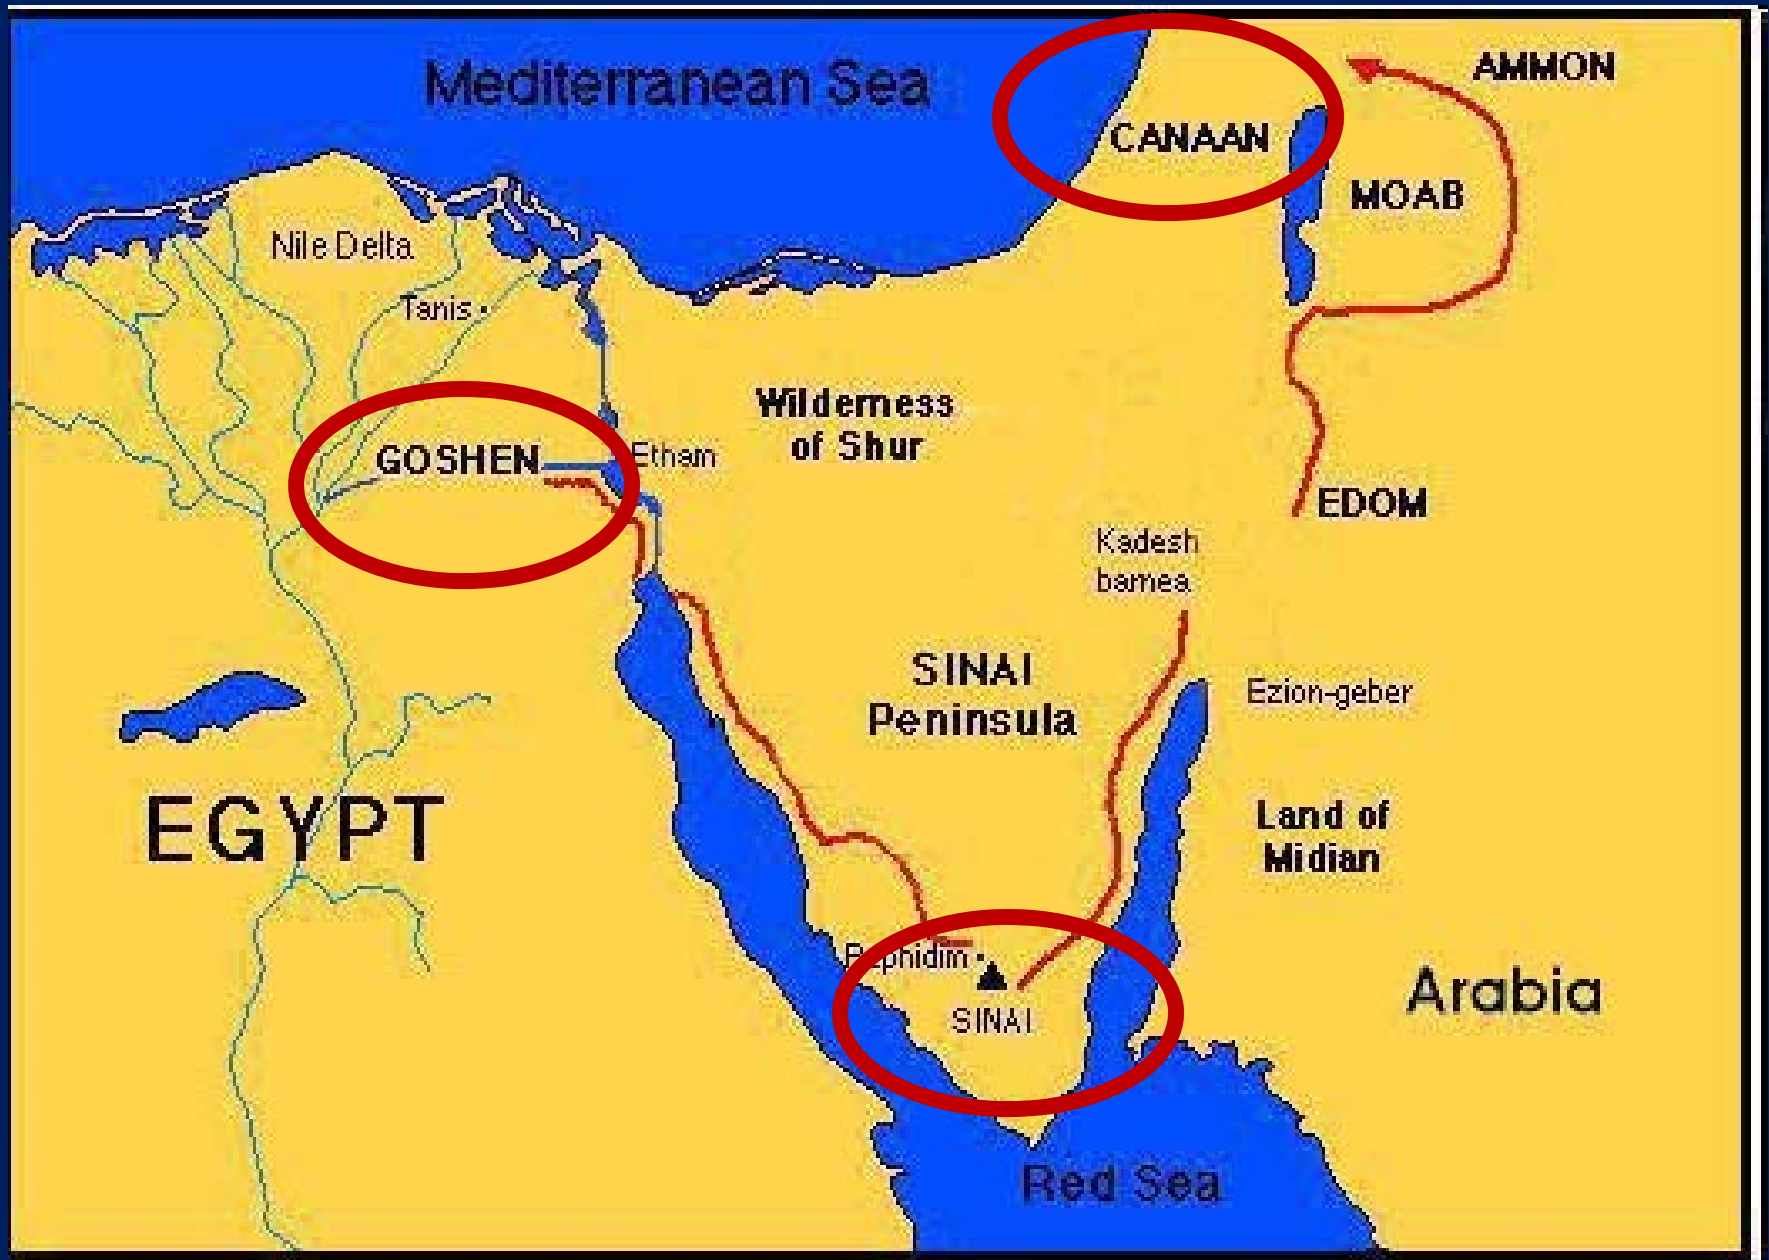 Mediterranean Sea
AMMON
CANAAN
MOAB
Nile Delta
Tanis
Wilderness
of Shur
GOSHEN
Etham
EDOM
Kadesh
barnea
SINAI
Peninsula
Ezion-geber
EGYPT
Land of
Midian
Rephidim
SINAI
Arabia
Red Sea